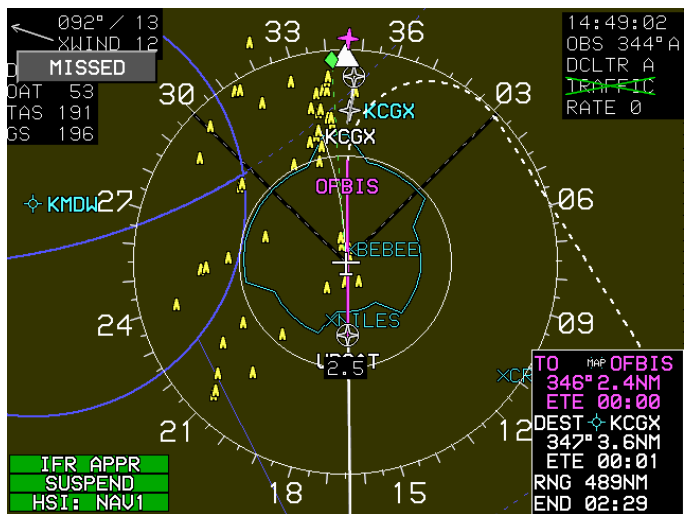 092° / 13
XWIND 12
MISSED
OAT 53
TAS 191
GS 196
14:49:02
OBS 344°A
DCLTR A
TRAFFIC
RATE 0
33
36
30
03
27
06
24
09
21
12
18
15
KCGX
KCGX
KMDW
OFBIS
BEBEE
NILES
2.5
XCR
TO MAP OFBIS
346° 2.4NM
ETE 00:00
DEST KCGX
347° 3.6NM
ETE 00:01
RNG 489NM
END 02:29
IFR APPR
SUSPEND
HSI: NAV1